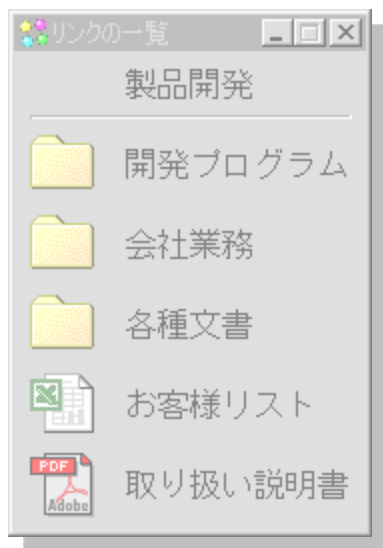 リンクの一覧
製品開発
開発プログラム
会社業務
各種文書
お客様リスト
PDF
Adobe
取り扱い説明書